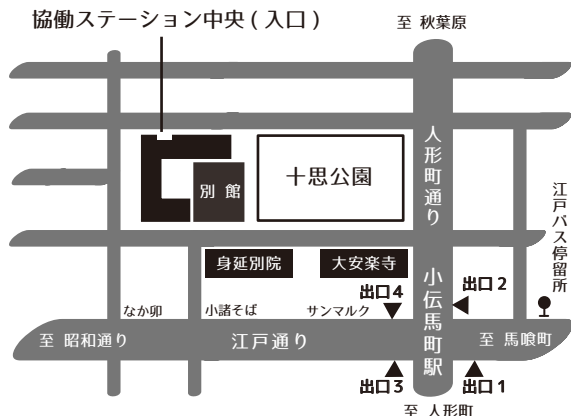 協働ステーション中央 ( 入口 )
至 秋葉原
人形町通り
十思公園
別 館
江戸バス停留所
身延別院
大安楽寺
小伝馬町駅
出口2
出口4
なか卯
小諸そば
サンマルク
至 昭和通り
江戸通り
至 馬喰町
出口3
出口1
至 人形町